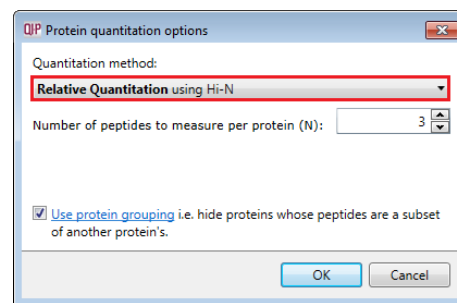 QIP Protein quantitation options
Quantitation method:
Relative Quantitation using Hi-N
Number of peptides to measure per protein (N): 3
Use protein grouping i.e. hide proteins whose peptides are a subset
of another protein's.
OK Cancel